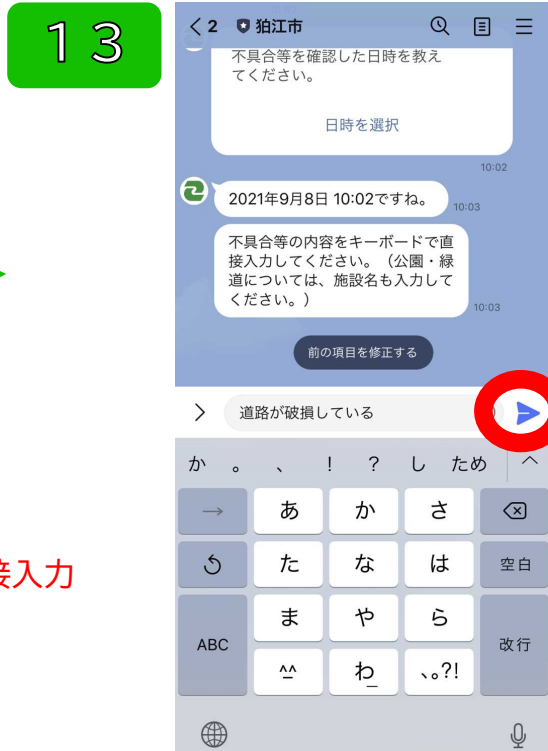 １３
2 狛江市
不具合等を確認した日時を教え
てください。
日時を選択
10:02
2021年9月8日 10:02ですね。
10:03
不具合等の内容をキーボードで直
接入力してください。（公園・緑
道については、施設名も入力して
ください。）
10:03
前の項目を修正する
道路が破損している
か 。 、 ! ? し ため
→ あ か さ
た な は 空白
ま や ら
ABC 改行
^^ わ 、。?!
接入力